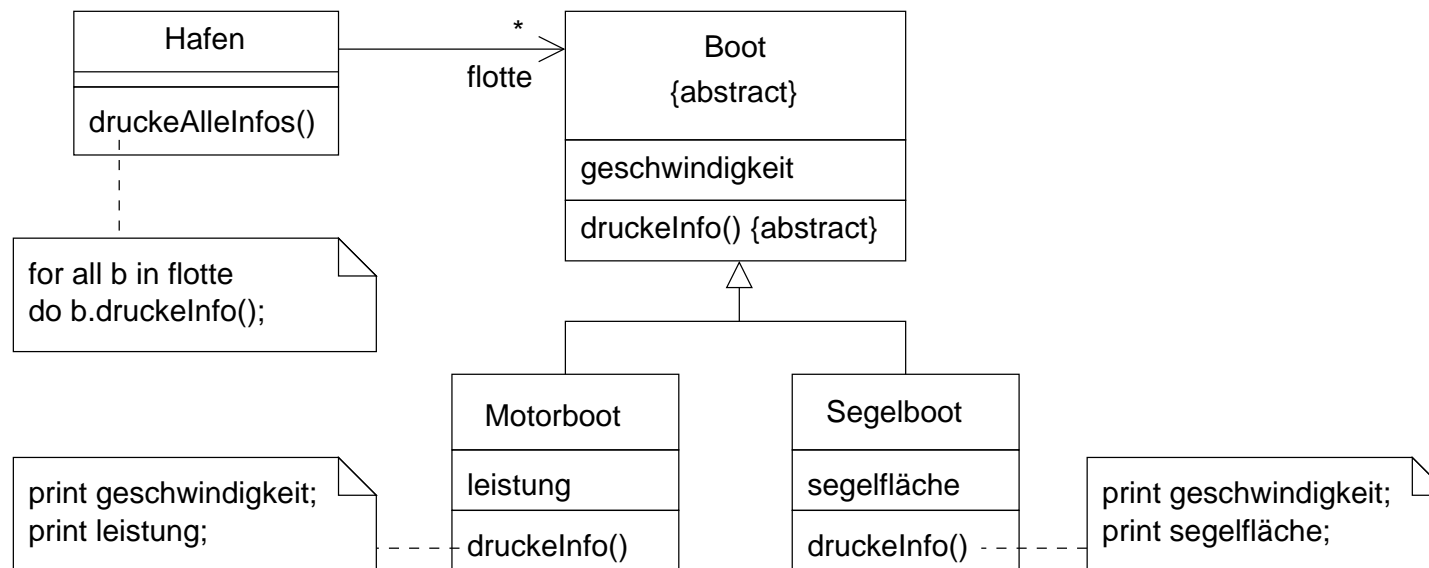 Hafen
druckeAlleInfos()
*
flotte
Boot
{abstract}
geschwindigkeit
druckeInfo() {abstract}
for all b in flotte
do b.druckeInfo();
Motorboot
leistung
druckeInfo()
Segelboot
segelfläche
druckeInfo()
print geschwindigkeit;
print leistung;
print geschwindigkeit;
print segelfläche;